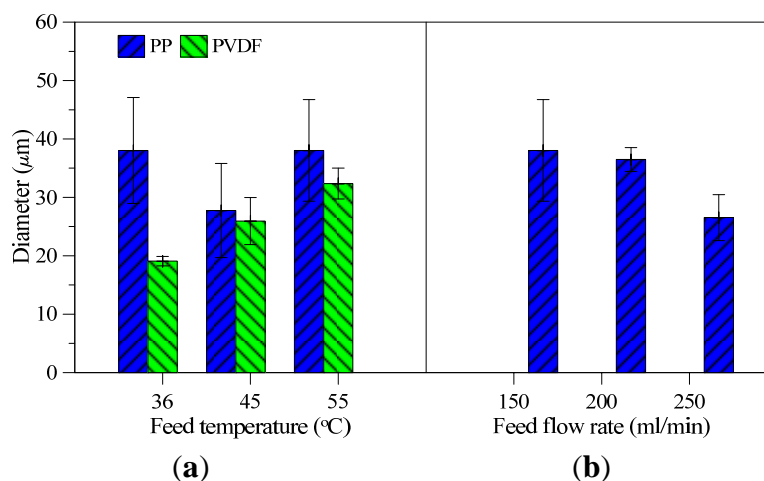 60
50
40
30
20
10
0
Diameter (μm)
PP PVDF
36 45 55
Feed temperature (°C)
150 200 250
Feed flow rate (ml/min)
(a) (b)